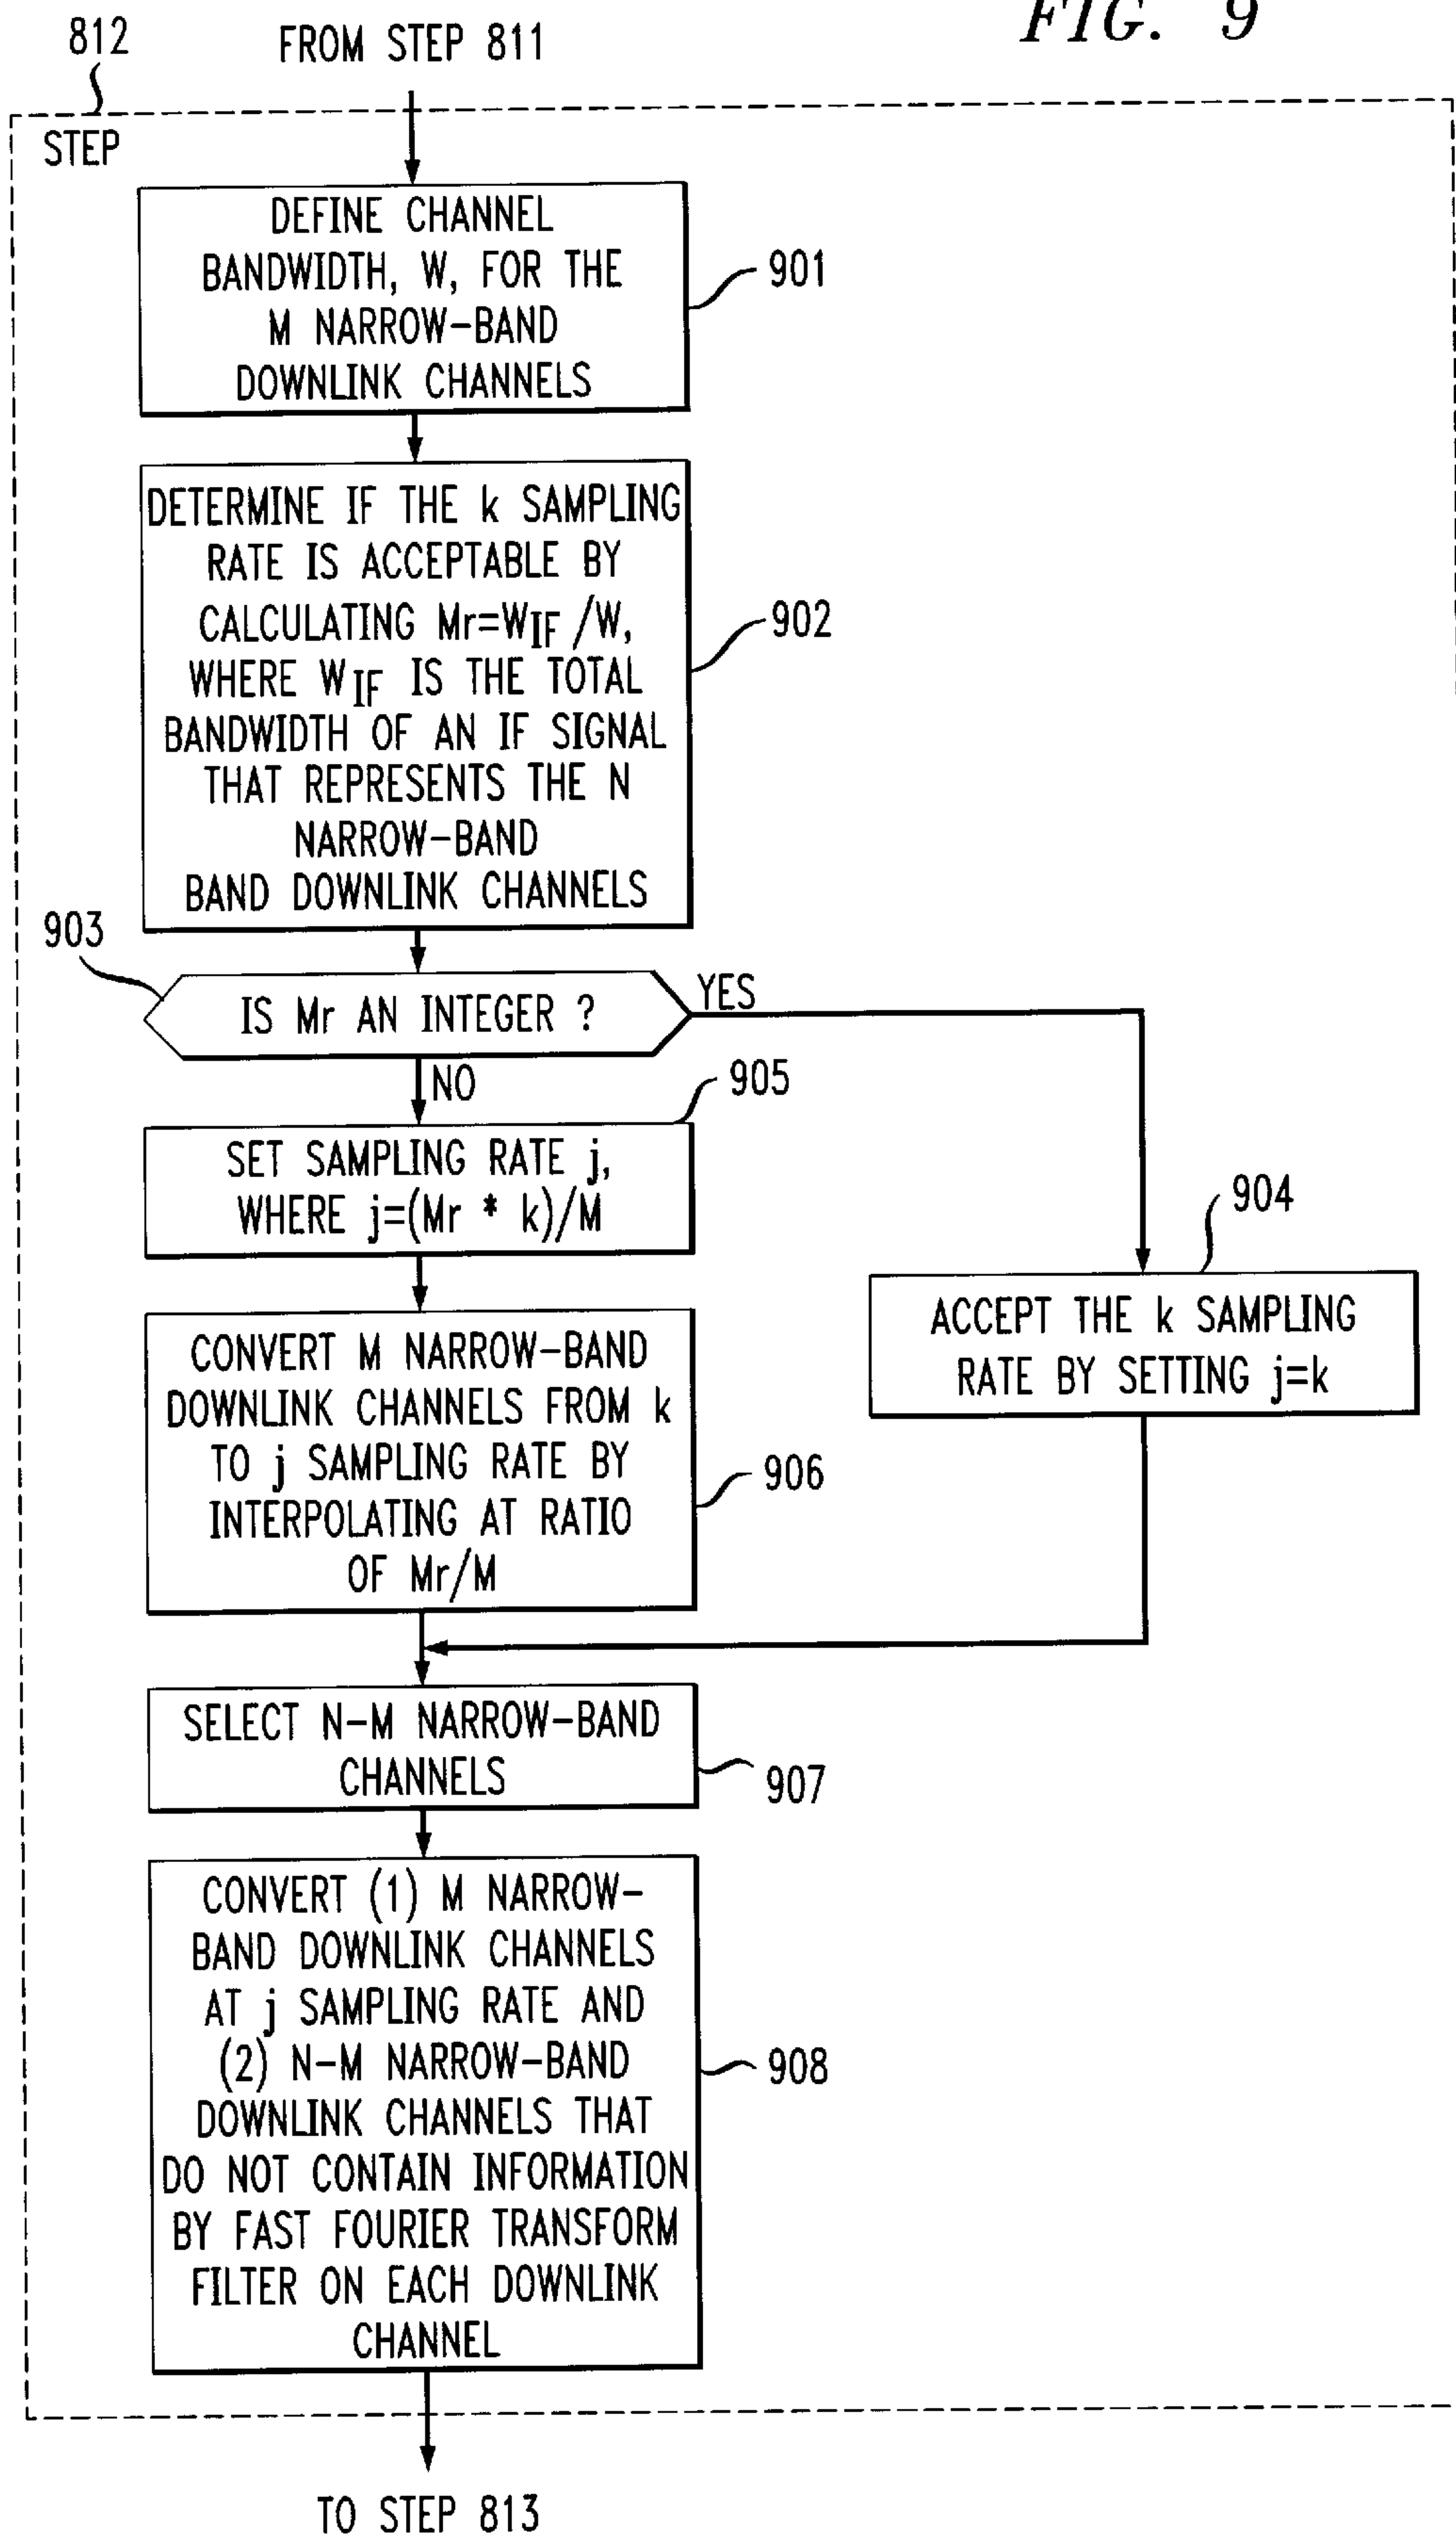 FIG. 9
812
FROM STEP 811
STEP
DEFINE CHANNEL
BANDWIDTH, W, FOR THE
M NARROW-BAND
DOWNLINK CHANNELS
901
DETERMINE IF THE k SAMPLING
RATE IS ACCEPTABLE BY
CALCULATING Mr=WIF /W,
WHERE WIF IS THE TOTAL
BANDWIDTH OF AN IF SIGNAL
THAT REPRESENTS THE N
NARROW-BAND
BAND DOWNLINK CHANNELS
902
903
IS Mr AN INTEGER ?
YES
NO
905
SET SAMPLING RATE j,
WHERE j=(Mr * k)/M
904
ACCEPT THE k SAMPLING
RATE BY SETTING j=k
CONVERT M NARROW-BAND
DOWNLINK CHANNELS FROM k
TO j SAMPLING RATE BY
INTERPOLATING AT RATIO
OF Mr/M
906
SELECT N-M NARROW-BAND
CHANNELS
907
CONVERT (1) M NARROW-
BAND DOWNLINK CHANNELS
AT j SAMPLING RATE AND
(2) N-M NARROW-BAND
DOWNLINK CHANNELS THAT
DO NOT CONTAIN INFORMATION
BY FAST FOURIER TRANSFORM
FILTER ON EACH DOWNLINK
CHANNEL
908
TO STEP 813